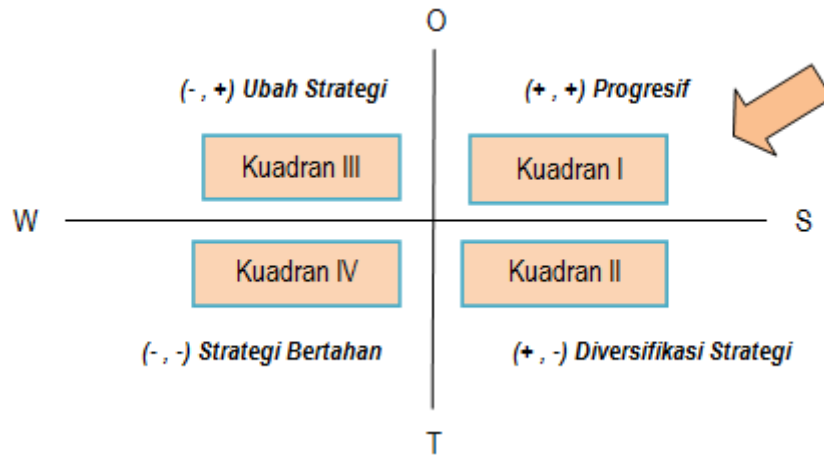 O
(- , +) Ubah Strategi
(+ , +) Progresif
Kuadran III
Kuadran I
W
S
Kuadran IV
Kuadran II
(- , -) Strategi Bertahan
(+ , -) Diversifikasi Strategi
T